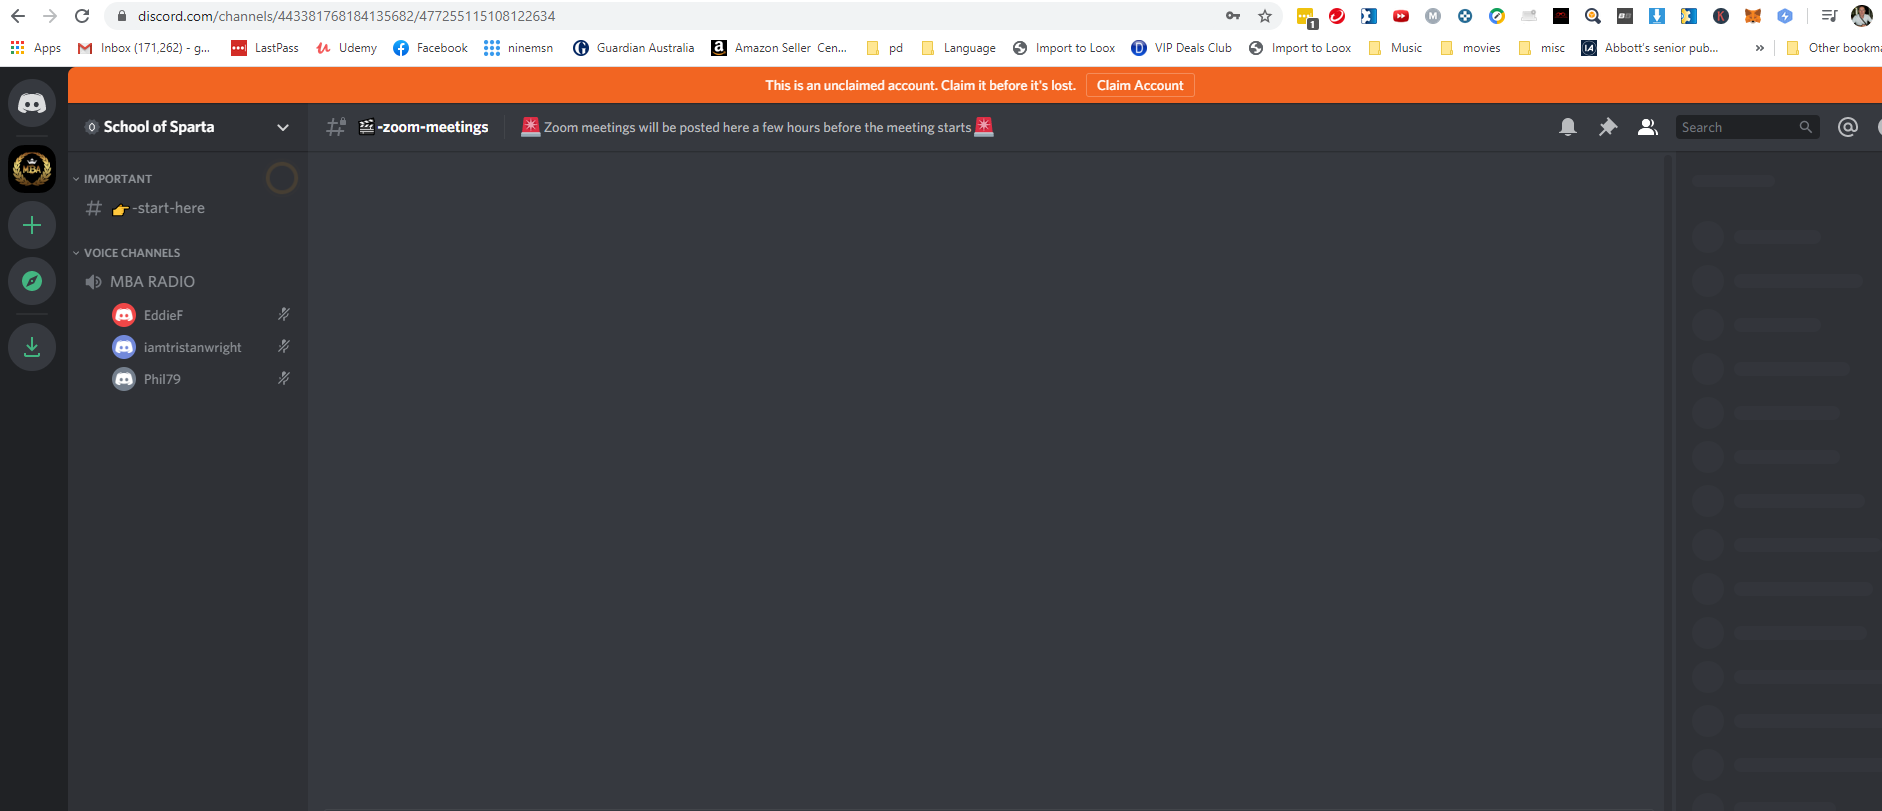 discord.com/channels/443381768184135682/477255115108122634
1
Apps Inbox (171,262) - g... LastPass Udemy Facebook ninemsn Guardian Australia Amazon Seller Cen... pd Language Import to Loox VIP Deals Club Import to Loox Music movies misc Abbott's senior pub... » Other bookma
This is an unclaimed account. Claim it before it's lost. Claim Account
School of Sparta
-zoom-meetings
Zoom meetings will be posted here a few hours before the meeting starts
Search
MBA
IMPORTANT
# -start-here
VOICE CHANNELS
MBA RADIO
EddieF
iamtristanwright
Phil79